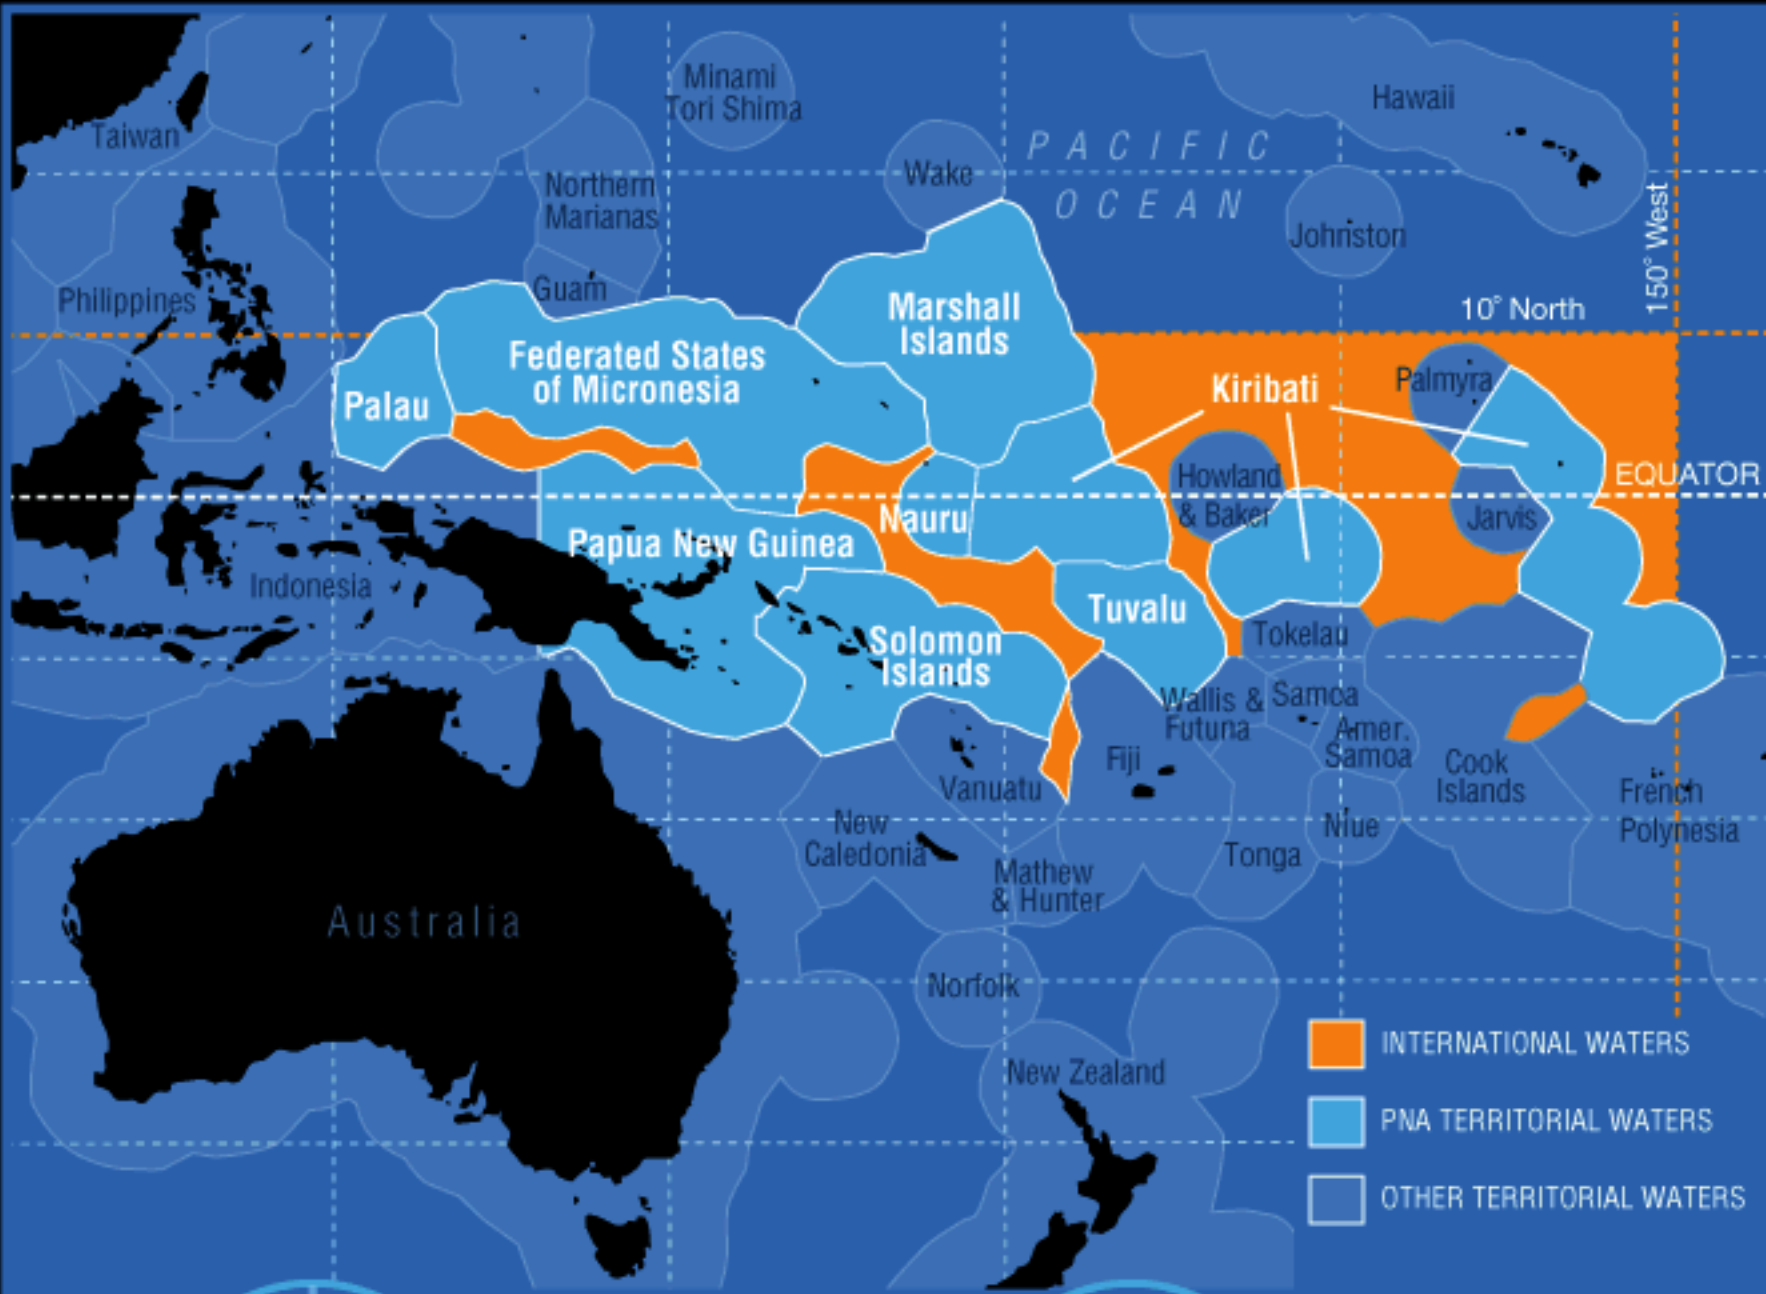 Minami
Tori Shima
Hawaii
Taiwan
PACIFIC
OCEAN
Wake
Northern
Marianas
Johnston
150° West
Guam
Philippines
10° North
Marshall
Islands
Federated States
of Micronesia
Palau
Kiribati
Palmyra
EQUATOR
Howland
& Baker
Nauru
Jarvis
Papua New Guinea
Indonesia
Tuvalu
Solomon
Islands
Tokelau
Wallis &
Futuna
Samoa
Amer.
Samoa
Fiji
Cook
Islands
Vanuatu
French
Polynesia
New
Caledonia
Niue
Tonga
Mathew
& Hunter
Australia
Norfolk
New Zealand
INTERNATIONAL WATERS
PNA TERRITORIAL WATERS
OTHER TERRITORIAL WATERS